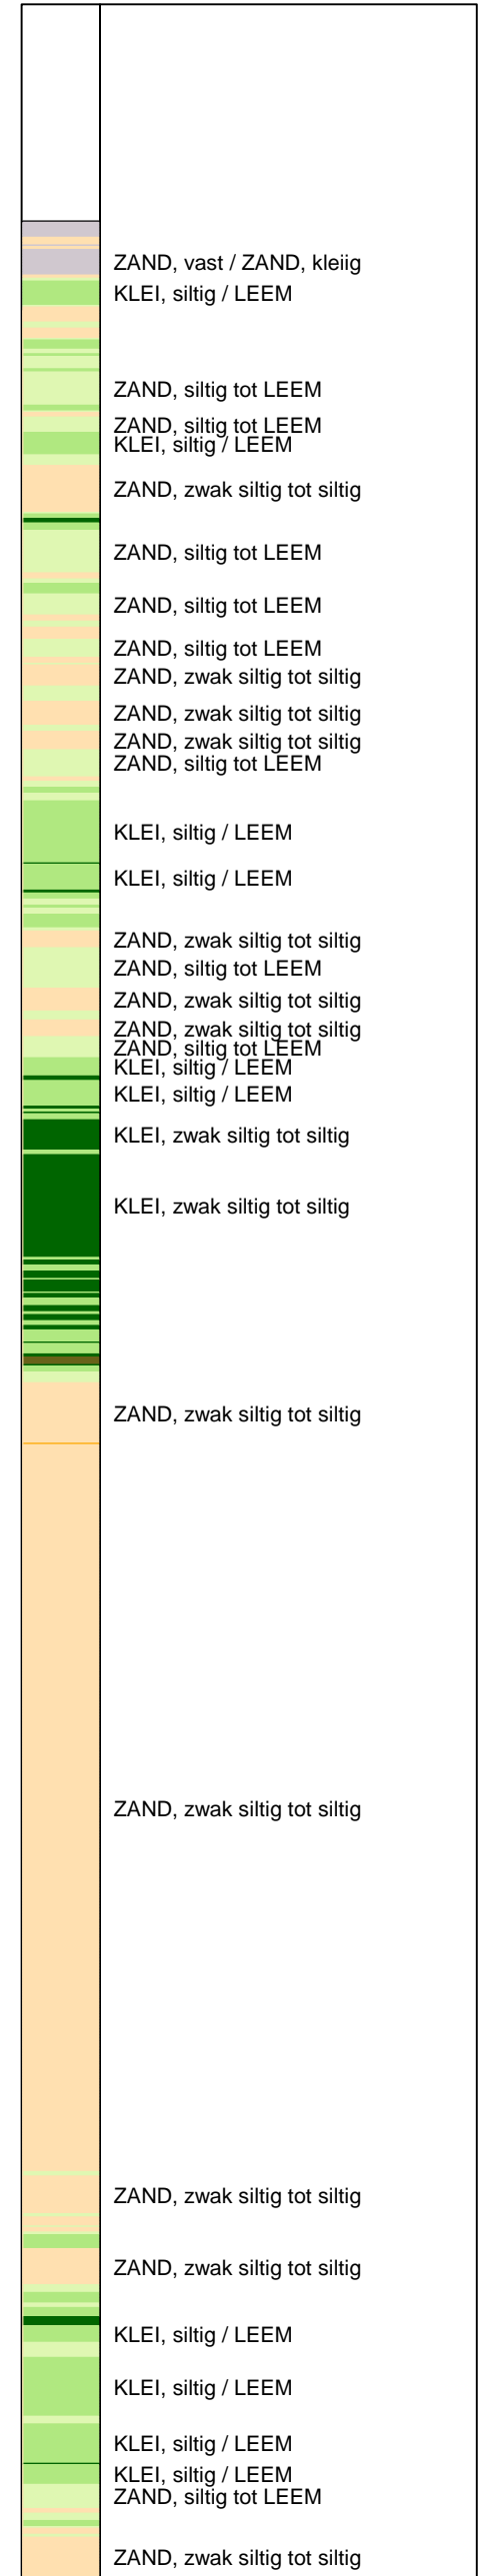 ZAND, vast / ZAND, kleiig
KLEI, siltig / LEEM
ZAND, siltig tot LEEM
ZAND, siltig tot LEEM
KLEI, siltig / LEEM
ZAND, zwak siltig tot siltig
ZAND, siltig tot LEEM
ZAND, siltig tot LEEM
ZAND, siltig tot LEEM
ZAND, zwak siltig tot siltig
ZAND, zwak siltig tot siltig
ZAND, zwak siltig tot siltig
ZAND, siltig tot LEEM
KLEI, siltig / LEEM
KLEI, siltig / LEEM
ZAND, zwak siltig tot siltig
ZAND, siltig tot LEEM
ZAND, zwak siltig tot siltig
ZAND, zwak siltig tot siltig
ZAND, siltig tot LEEM
KLEI, siltig / LEEM
KLEI, siltig / LEEM
KLEI, zwak siltig tot siltig
KLEI, zwak siltig tot siltig
ZAND, zwak siltig tot siltig
ZAND, zwak siltig tot siltig
ZAND, zwak siltig tot siltig
ZAND, zwak siltig tot siltig
KLEI, siltig / LEEM
KLEI, siltig / LEEM
KLEI, siltig / LEEM
KLEI, siltig / LEEM
ZAND, siltig tot LEEM
ZAND, zwak siltig tot siltig